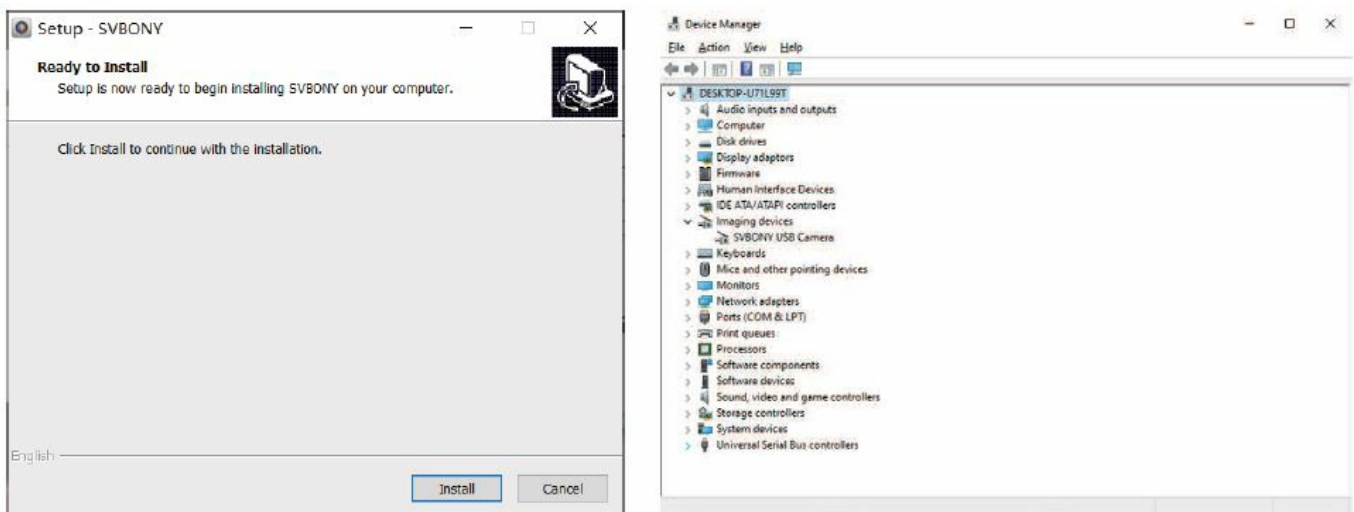 Setup - SVBONY
Ready to Install
Setup is now ready to begin installing SVBONY on your computer.
Click Install to continue with the installation.
English
Install
Cancel
Device Manager
File Action View Help
DESKTOP-U71L99T
Audio inputs and outputs
Computer
Disk drives
Display adaptors
Firmware
Human Interface Devices
IDE ATA/ATAPI controllers
Imaging devices
SVBONY USB Camera
Keyboards
Mice and other pointing devices
Monitors
Network adapters
Ports (COM & LPT)
Print queues
Processors
Software components
Software devices
Sound, video and game controllers
Storage controllers
System devices
Universal Serial Bus controllers